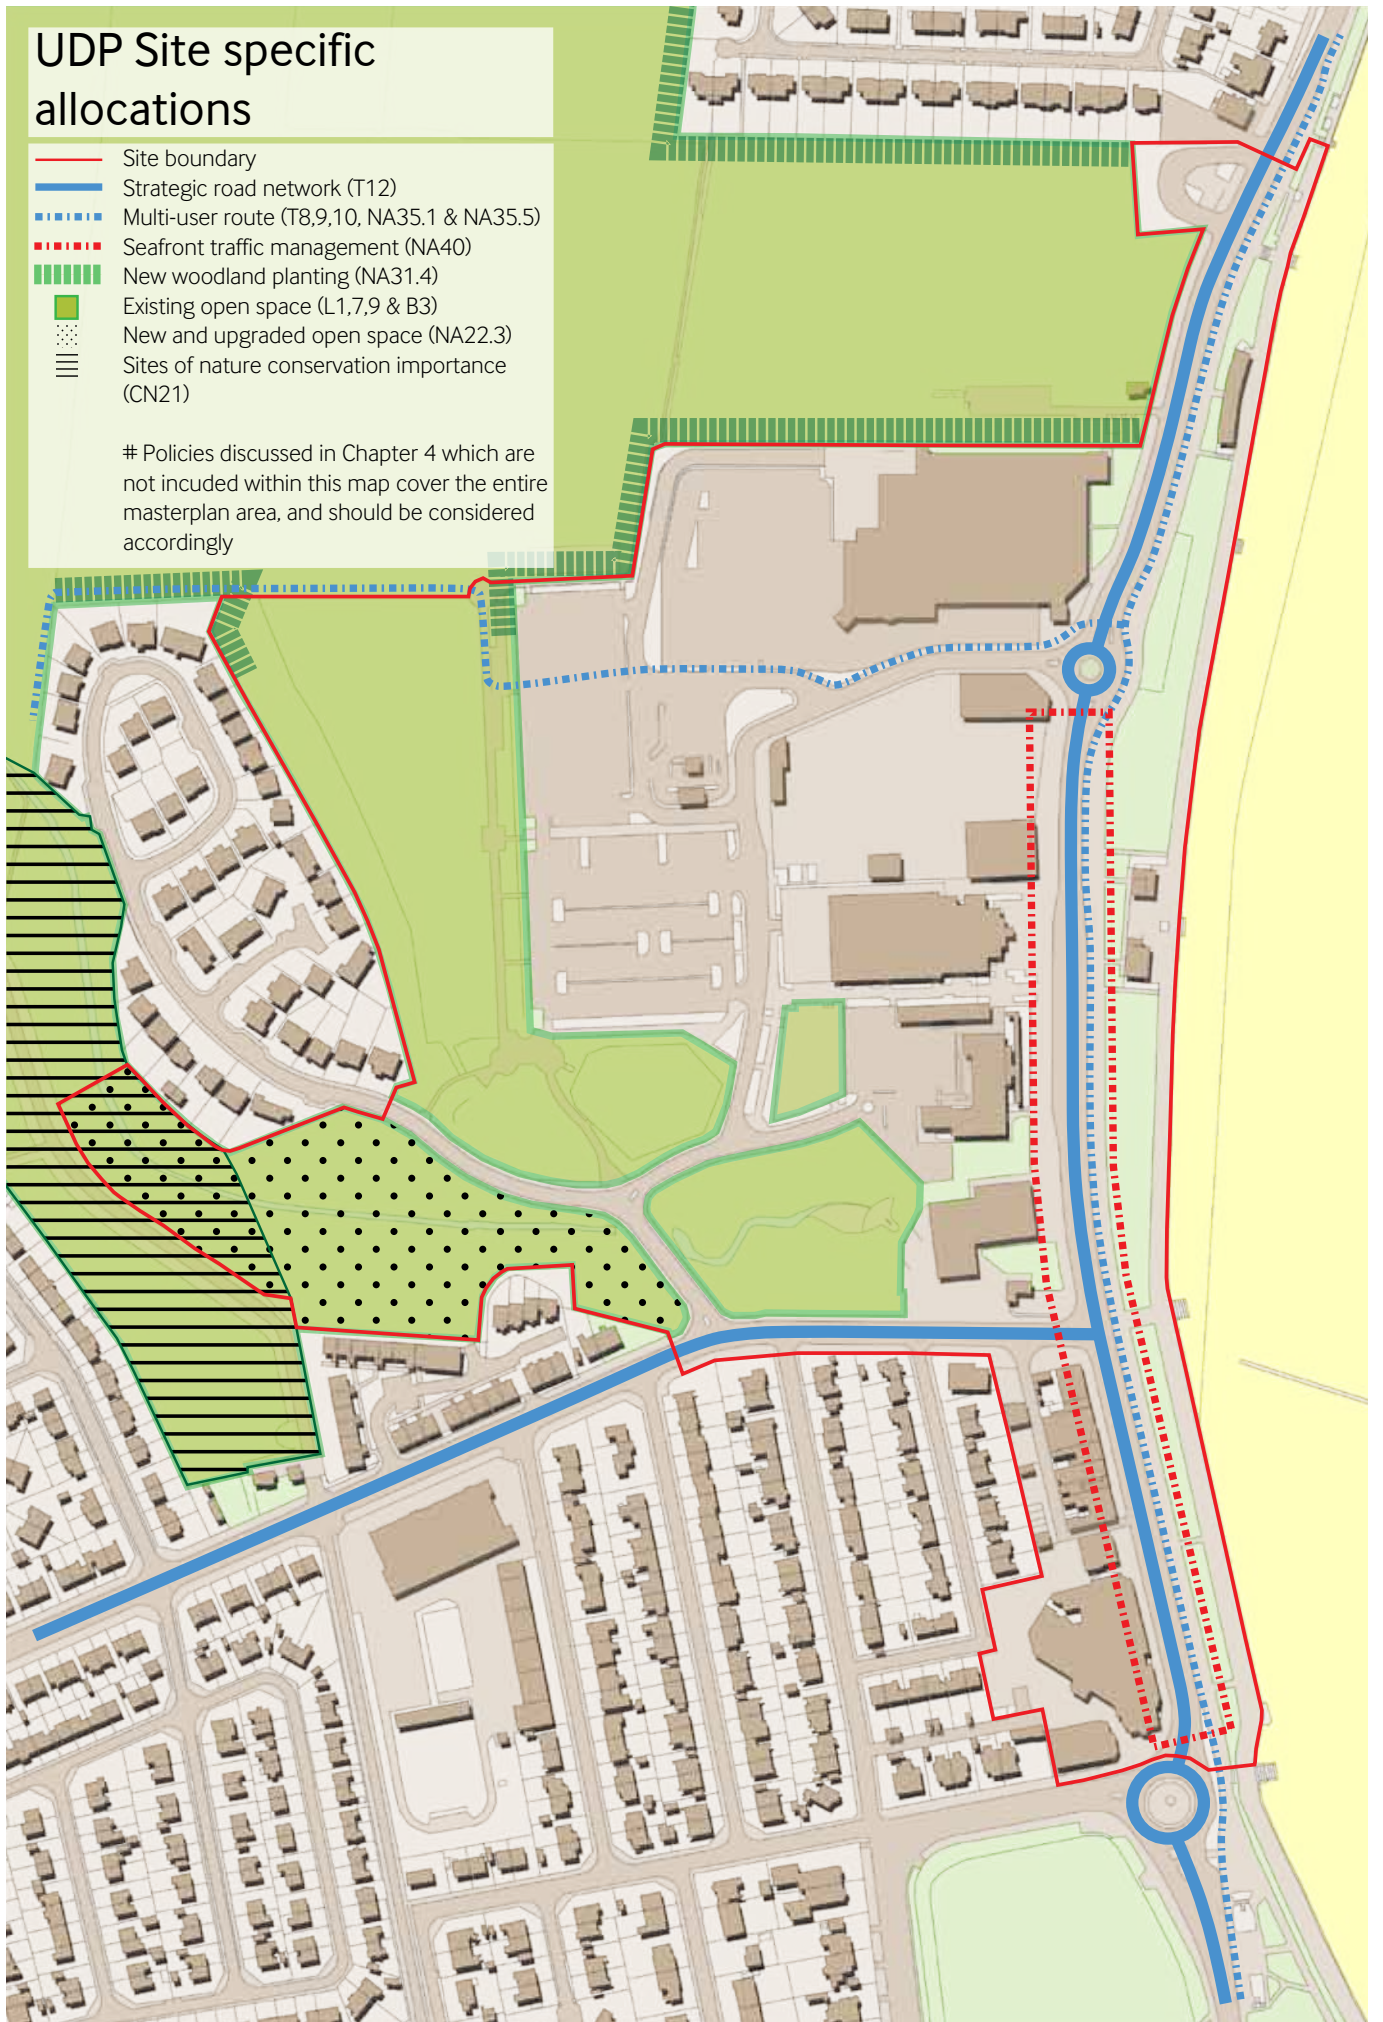 UDP Site specific
allocations
Site boundary
Strategic road network (T12)
Multi-user route (T8,9,10, NA35.1 & NA35.5)
Seafront traffic management (NA40)
New woodland planting (NA31.4)
Existing open space (L1,7,9 & B3)
New and upgraded open space (NA22.3)
Sites of nature conservation importance
(CN21)
# Policies discussed in Chapter 4 which are
not incuded within this map cover the entire
masterplan area, and should be considered
accordingly